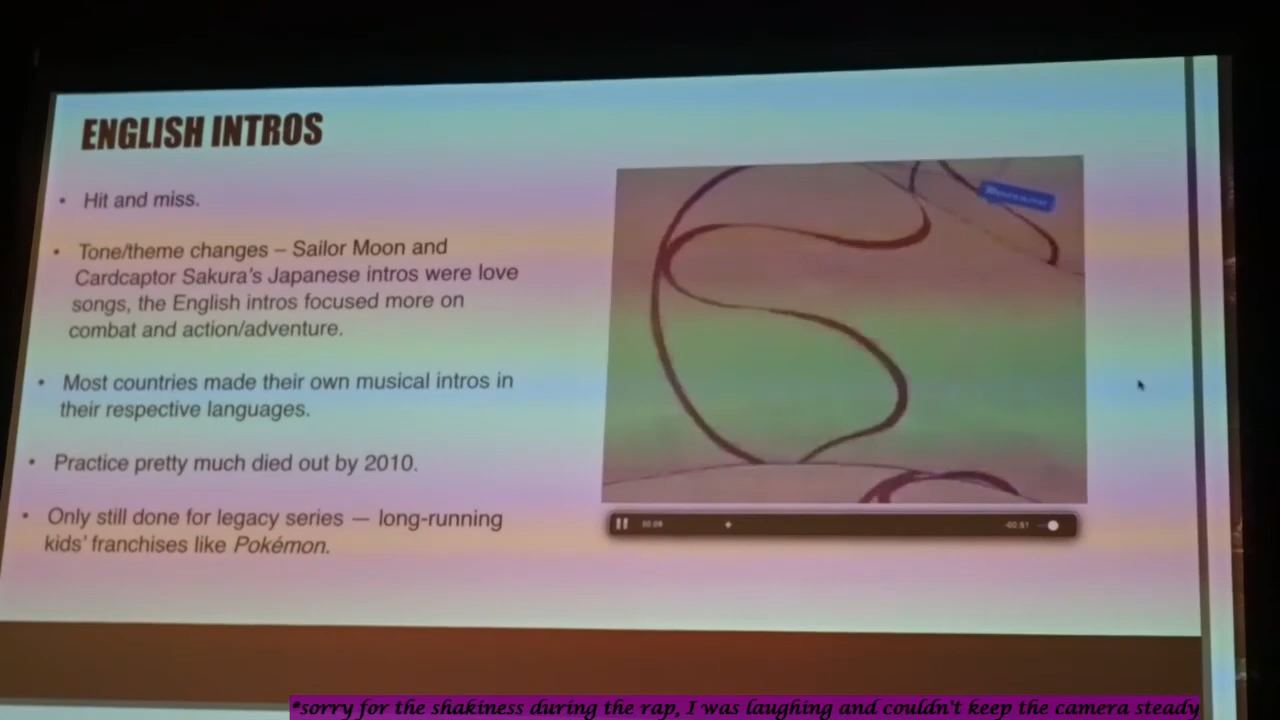 ENGLISH INTROS
• Hit and miss.
• Tone/theme changes – Sailor Moon and
Cardcaptor Sakura's Japanese intros were love
songs, the English intros focused more on
combat and action/adventure.
• Most countries made their own musical intros in
their respective languages.
• Practice pretty much died out by 2010.
• Only still done for legacy series — long-running
kids' franchises like Pokémon.
*sorry for the shakiness during the rap, I was laughing and couldn't keep the camera steady